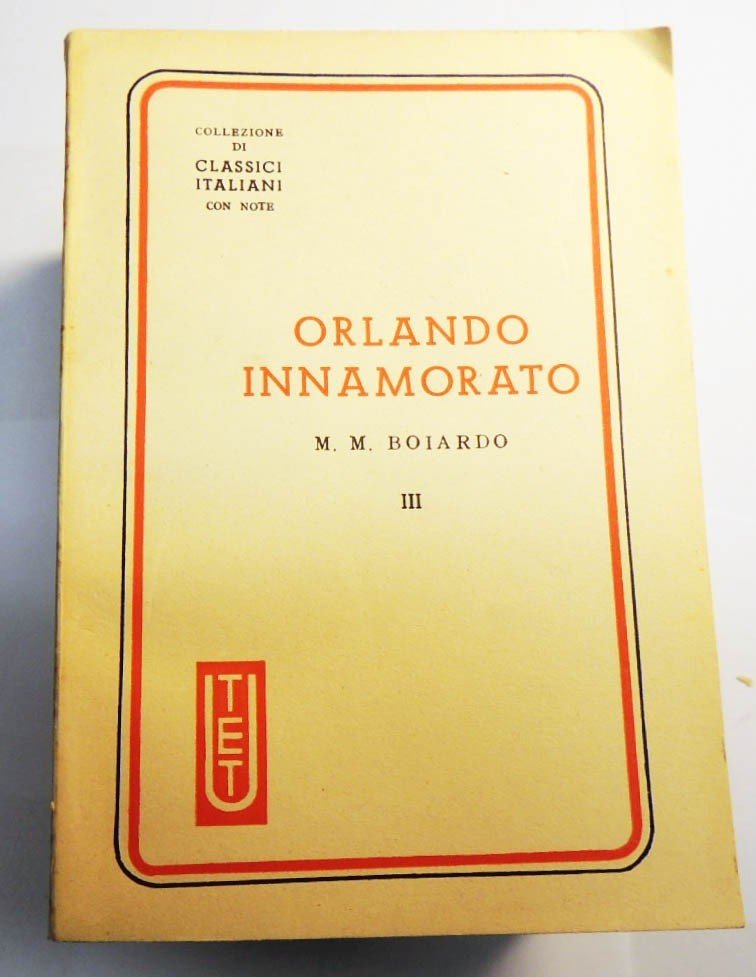 COLLEZIONE
DI
CLASSICI
ITALIANI
CON NOTE
ORLANDO
INNAMORATO
M. M. BOIARDO
III
UTET